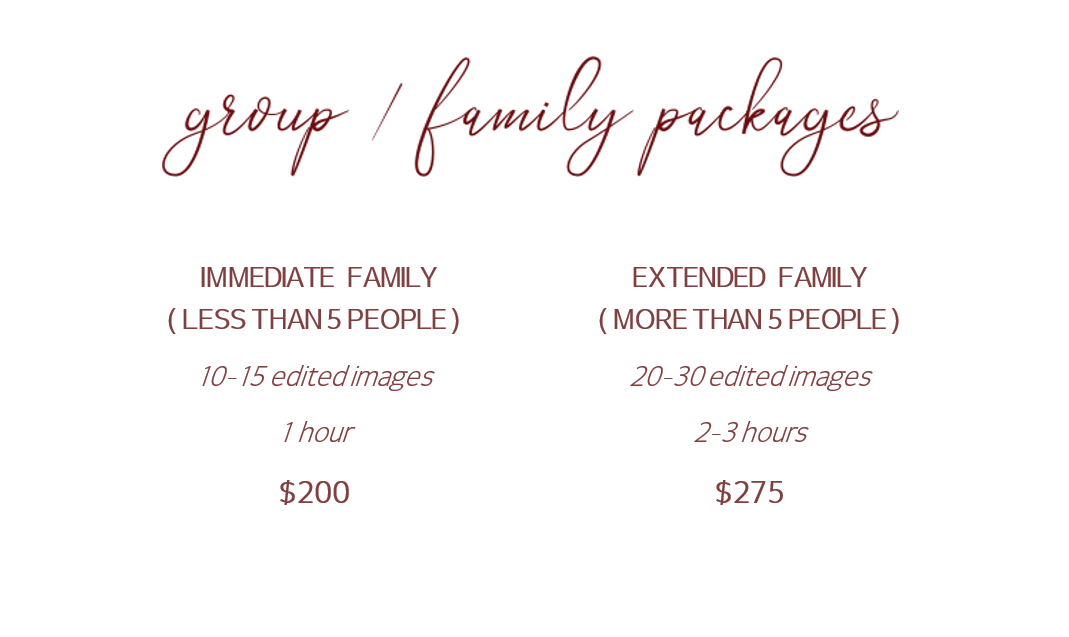 group / family packages
IMMEDIATE FAMILY
( LESS THAN 5 PEOPLE )
10-15 edited images
1 hour
$200
EXTENDED FAMILY
( MORE THAN 5 PEOPLE )
20-30 edited images
2-3 hours
$275